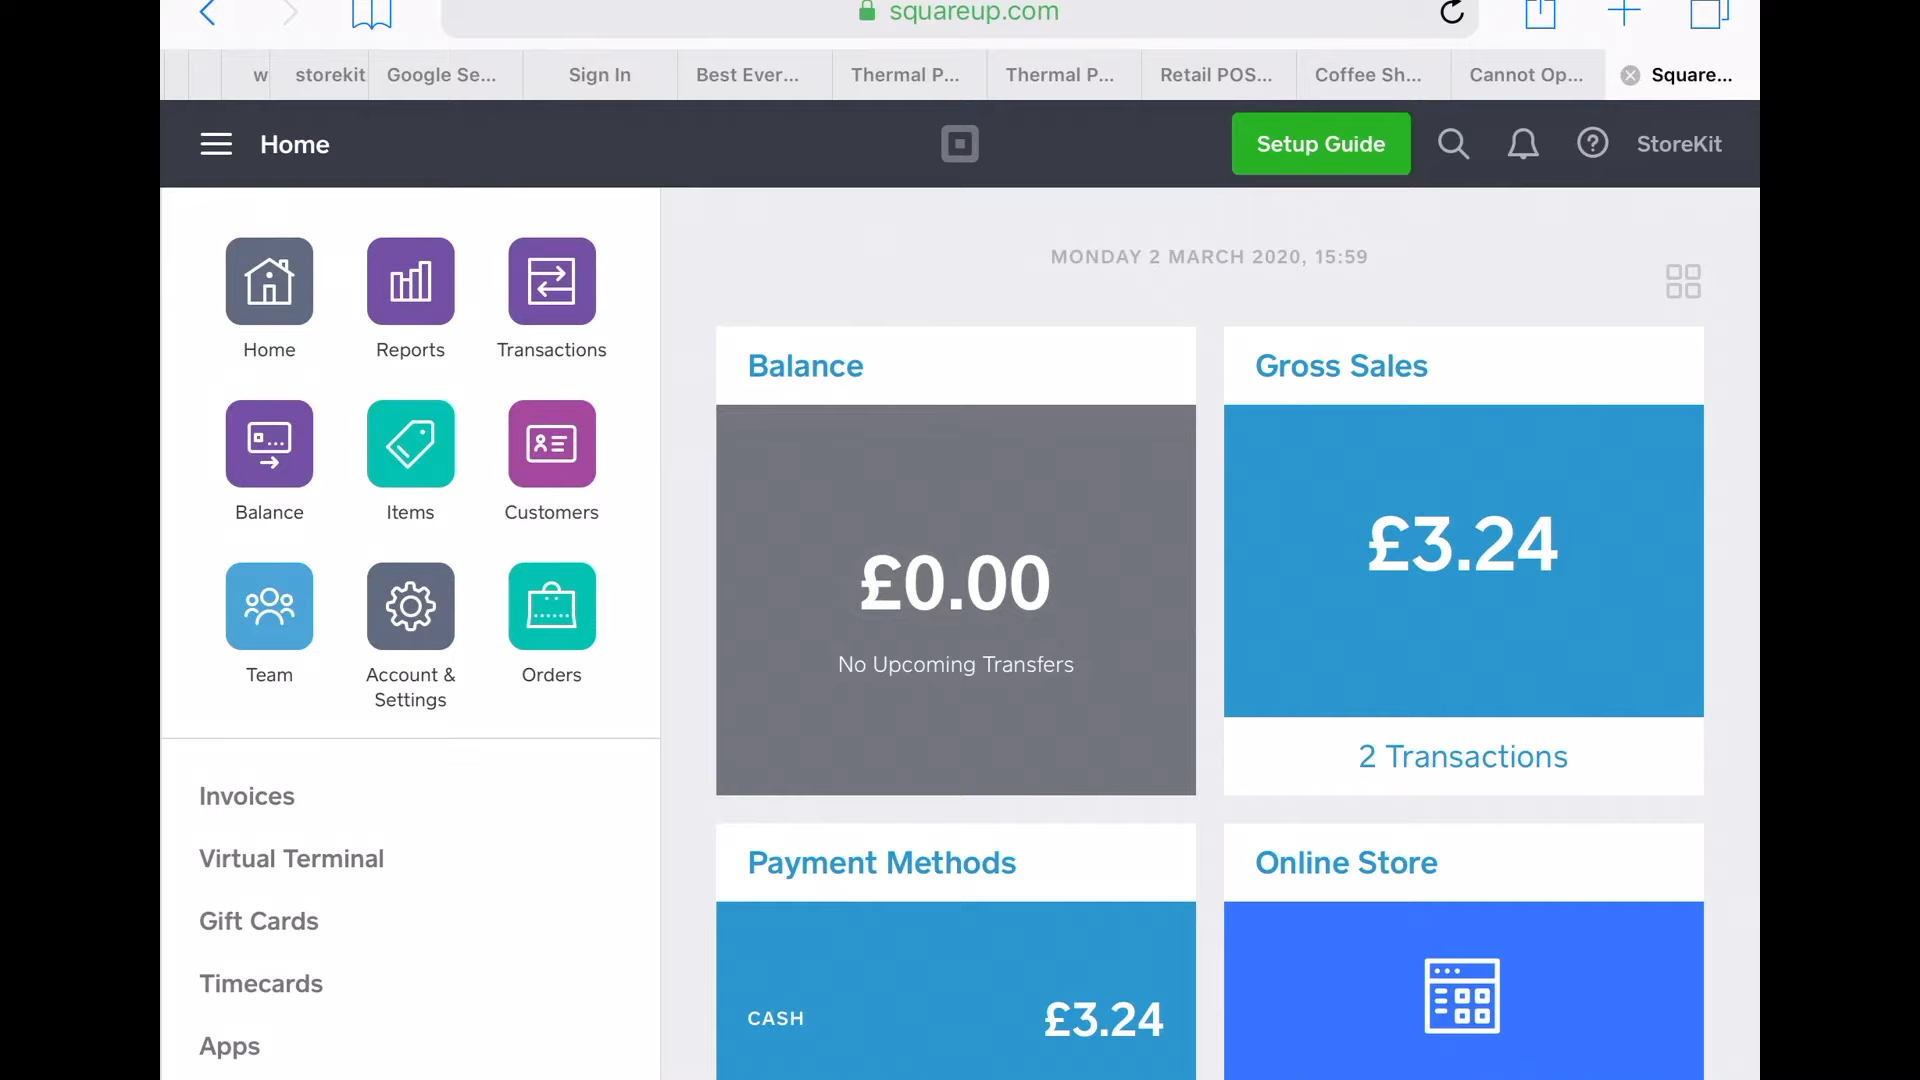 squareup.com
w
storekit
Google Se...
Sign In
Best Ever...
Thermal P...
Thermal P...
Retail POS...
Coffee Sh...
Cannot Op...
Square...
Home
Setup Guide
StoreKit
Home
Reports
Transactions
Balance
Items
Customers
Team
Account &
Settings
Orders
Invoices
Virtual Terminal
Gift Cards
Timecards
Apps
MONDAY 2 MARCH 2020, 15:59
Balance
£0.00
No Upcoming Transfers
Gross Sales
£3.24
2 Transactions
Payment Methods
CASH £3.24
Online Store